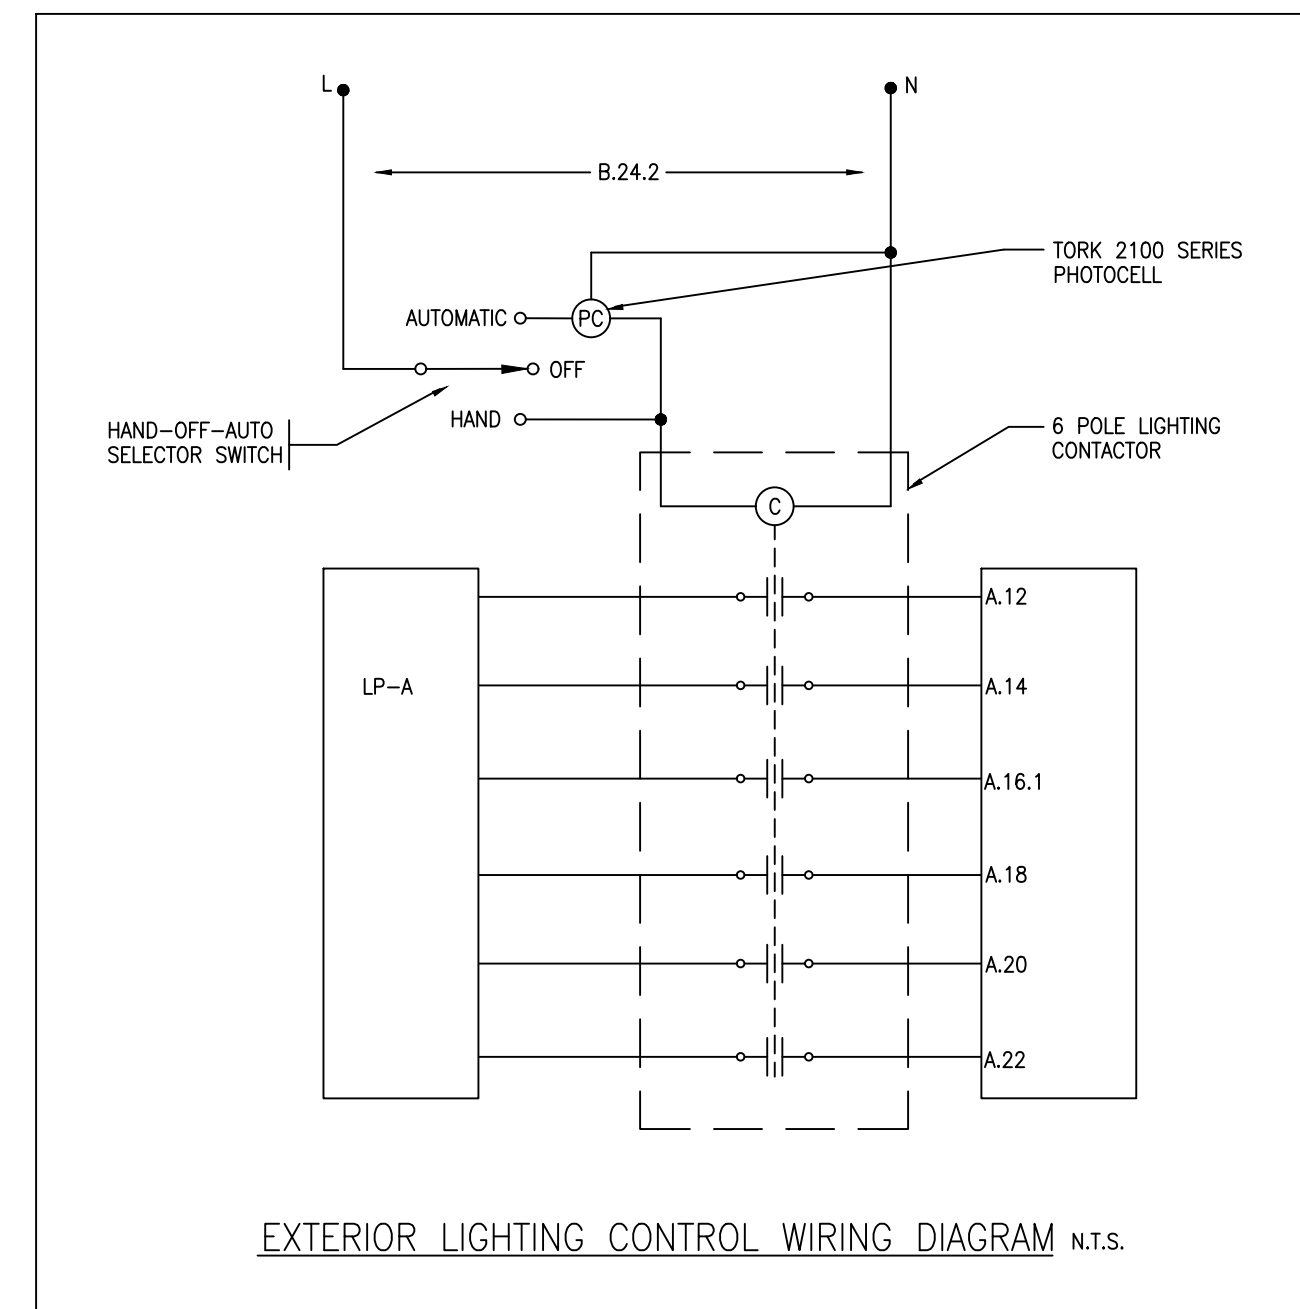 L
N
B.24.2
TORK 2100 SERIES
PHOTOCELL
AUTOMATIC
PC
OFF
HAND
HAND-OFF-AUTO
SELECTOR SWITCH
6 POLE LIGHTING
CONTACTOR
C
A.12
LP-A
A.14
A.16.1
A.18
A.20
A.22
EXTERIOR LIGHTING CONTROL WIRING DIAGRAM N.T.S.